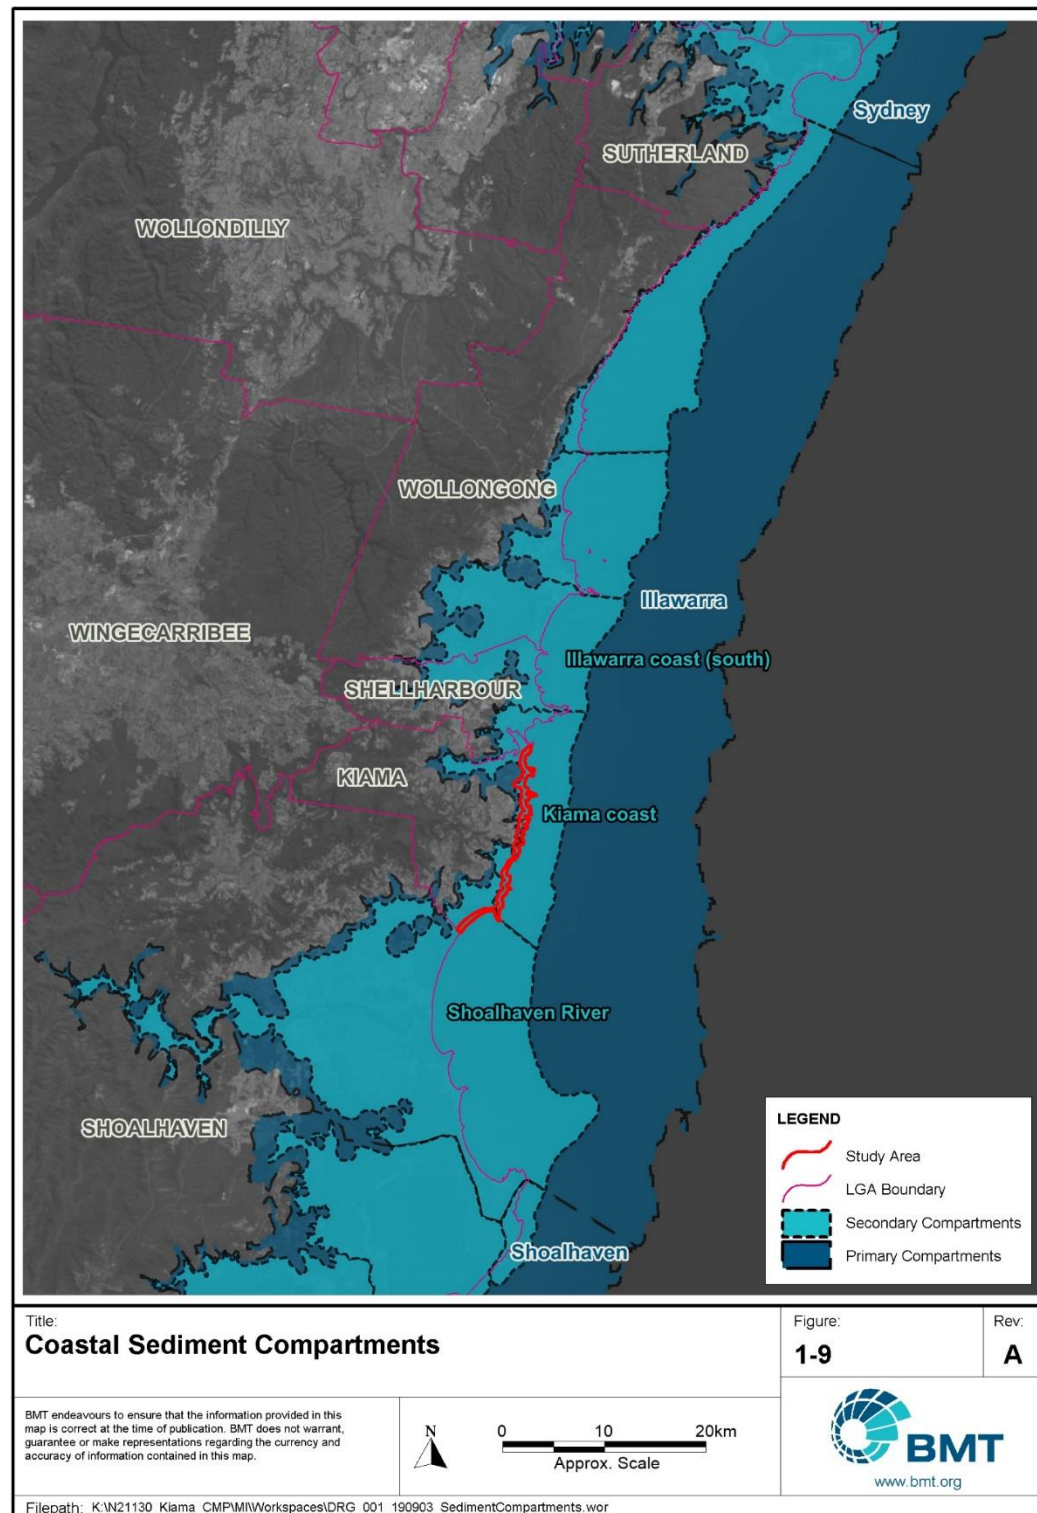 Sydney
SUTHERLAND
WOLLONDILLY
WOLLONGONG
Illawarra
WINGECARRIBEE
Illawarra coast (south)
SHELLHARBOUR
KIAMA
Kiama coast
Shoalhaven River
SHOALHAVEN
Shoalhaven
LEGEND
Study Area
LGA Boundary
Secondary Compartments
Primary Compartments
Title:
Coastal Sediment Compartments
Figure:
1-9
Rev:
A
BMT endeavours to ensure that the information provided in this
map is correct at the time of publication. BMT does not warrant,
guarantee or make representations regarding the currency and
accuracy of information contained in this map.
N
0 10 20km
Approx. Scale
BMT
www.bmt.org
Filepath: K:\N21130_Kiama_CMP\MI\Workspaces\DRG_001_190903_SedimentCompartments.wor